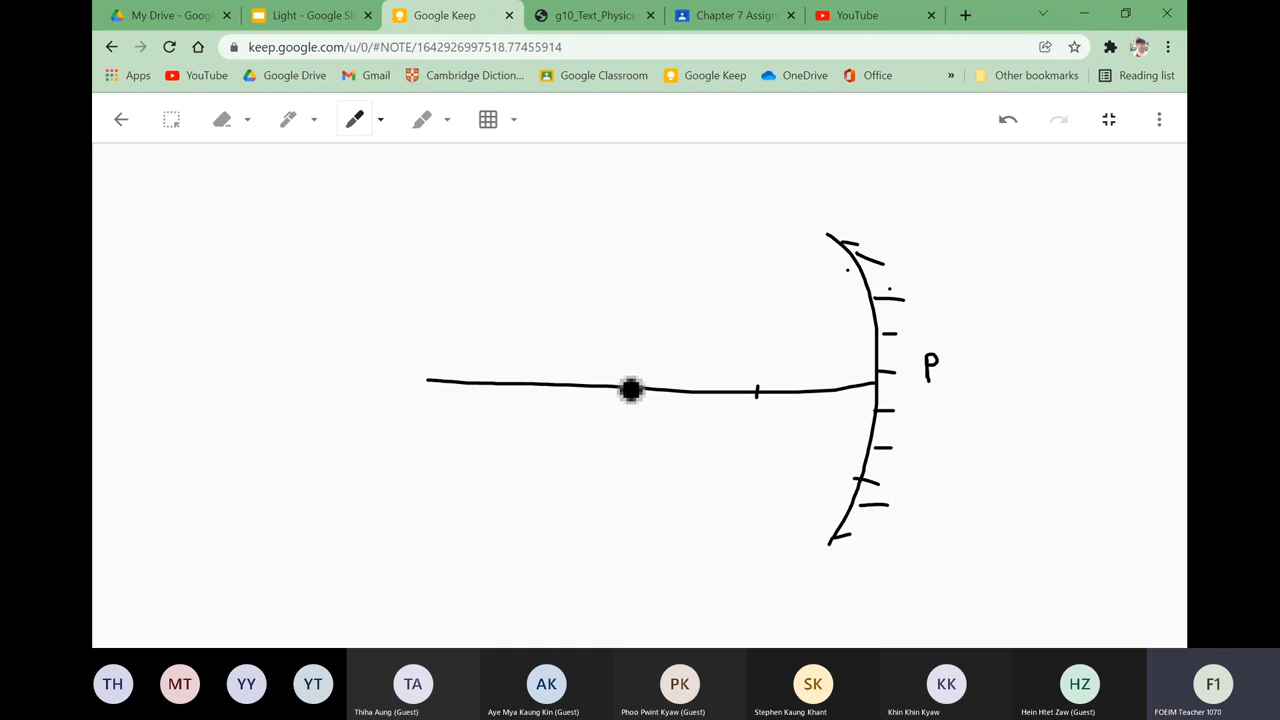 My Drive - Googl
Light - Google Sl
Google Keep
g10_Text_Physics-
Chapter 7 Assign
YouTube
keep.google.com/u/0/#NOTE/1642926997518.77455914
Apps
YouTube
Google Drive
Gmail
Cambridge Diction...
Google Classroom
Google Keep
OneDrive
Office
»
Other bookmarks
Reading list
P
TH
MT
YY
YT
TA
AK
PK
SK
KK
HZ
F1
Thiha Aung (Guest)
Aye Mya Kaung Kin (Guest)
Phoo Pwint Kyaw (Guest)
Stephen Kaung Khant
Khin Khin Kyaw
Hein Htet Zaw (Guest)
FOEIM Teacher 1070